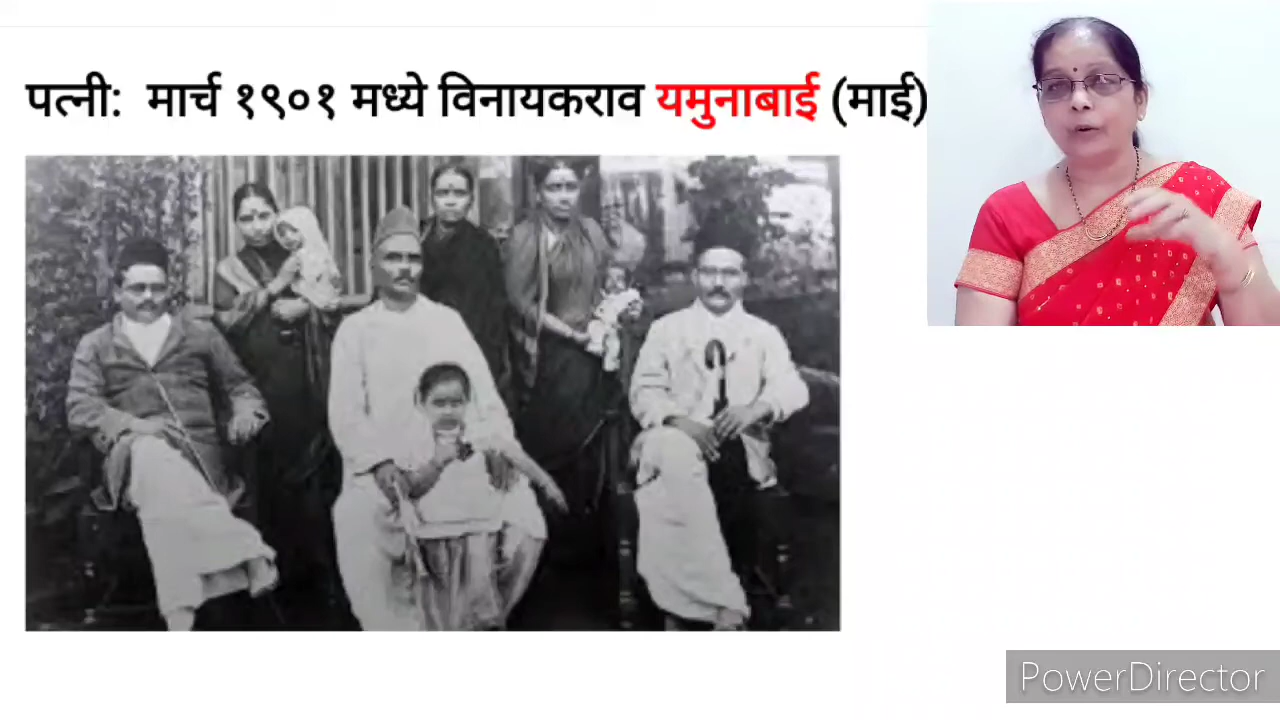 पत्नी: मार्च १९०१ मध्ये विनायकराव यमुनाबाई (माई)
PowerDirector